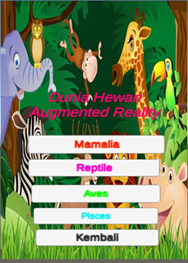 Dunia Hewan
Augmented Reality
Mamalia
Reptile
Aves
Pisces
Kembali